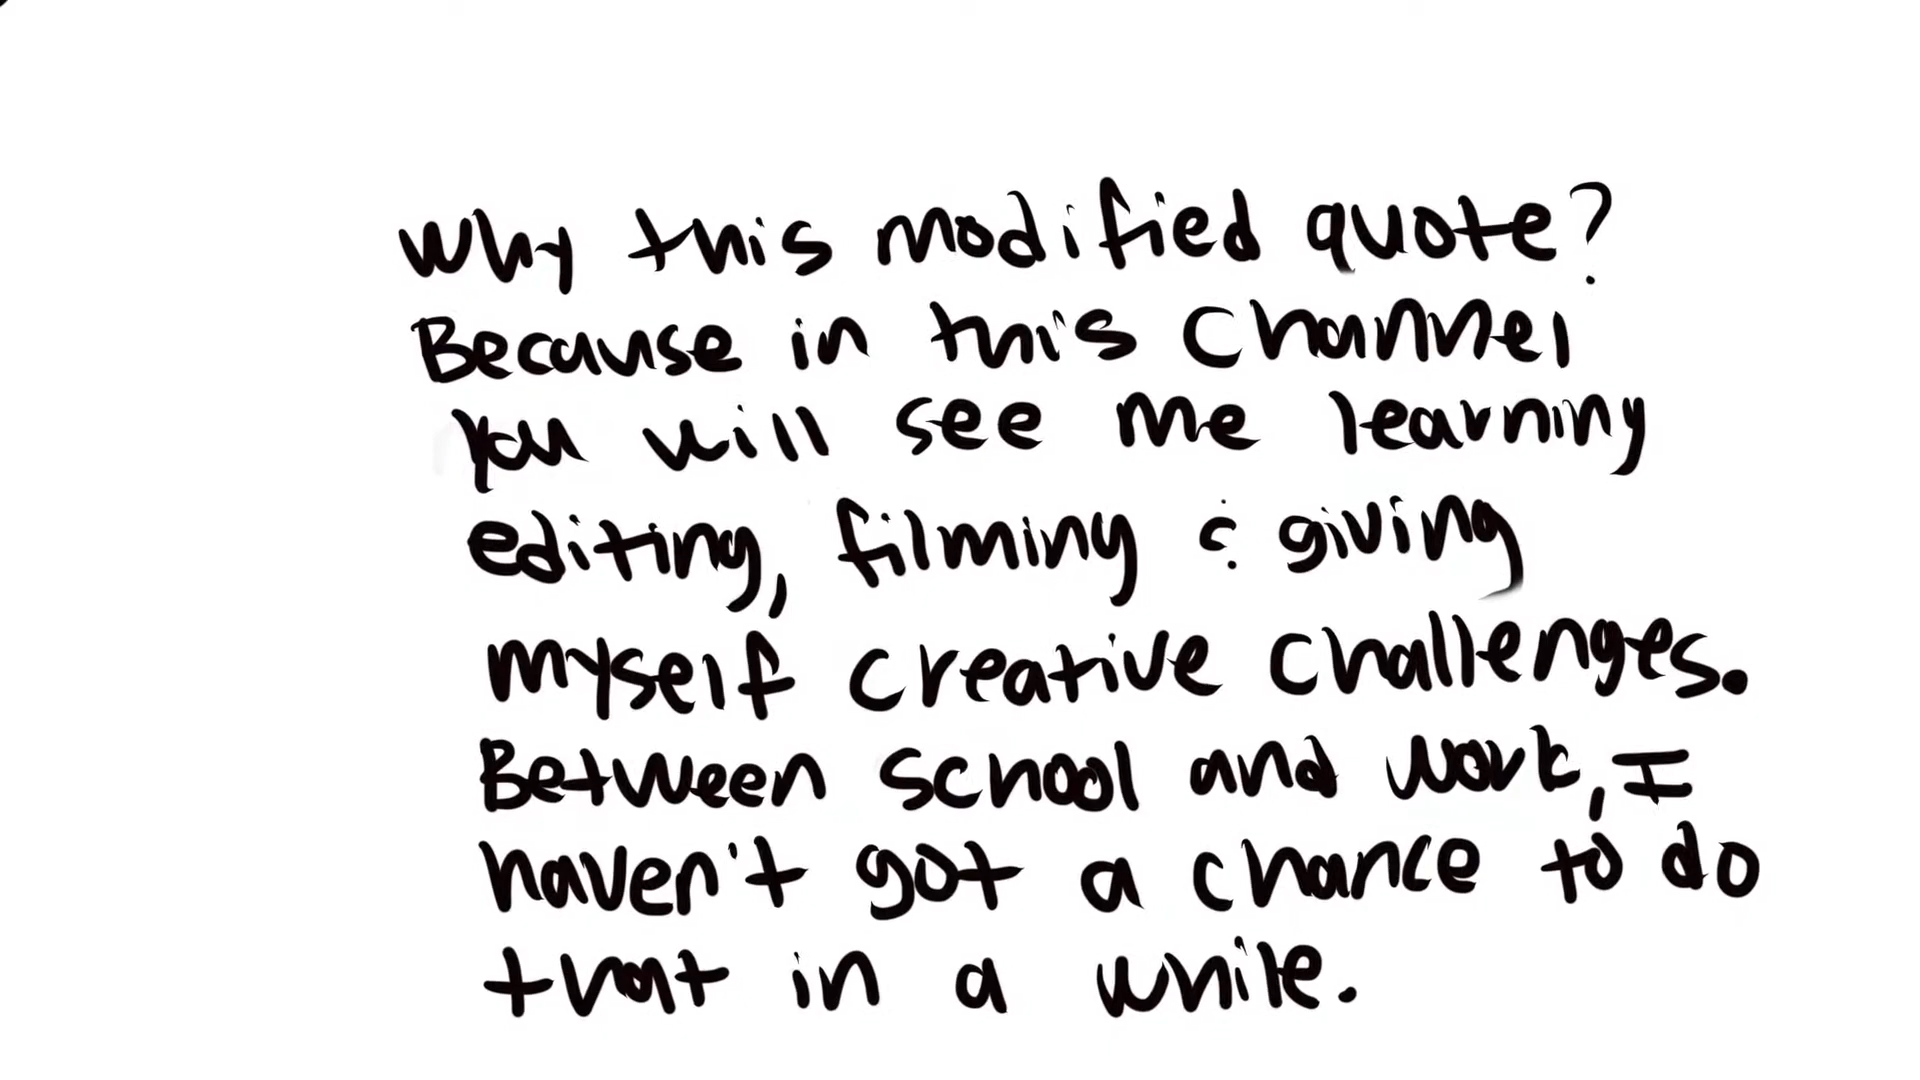 Why this modified quote?
Because in this channel
you will see me learning
editing, filming & giving
myself creative challenges.
Between school and work, I
haven't got a chance to do
that in a while.